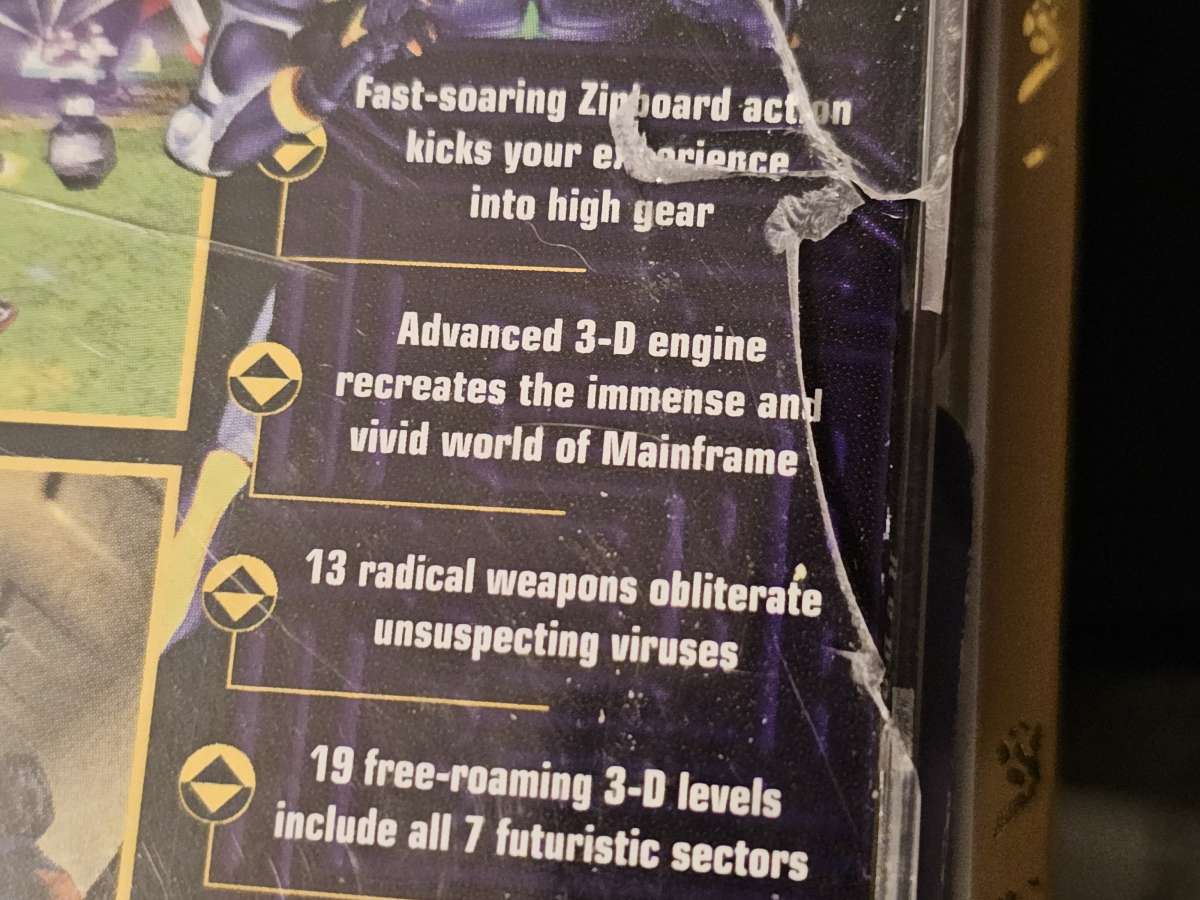 Fast-soaring Zipboard action
kicks your experience
into high gear
Advanced 3-D engine
recreates the immense and
vivid world of Mainframe
13 radical weapons obliterate
unsuspecting viruses
19 free-roaming 3-D levels
include all 7 futuristic sectors